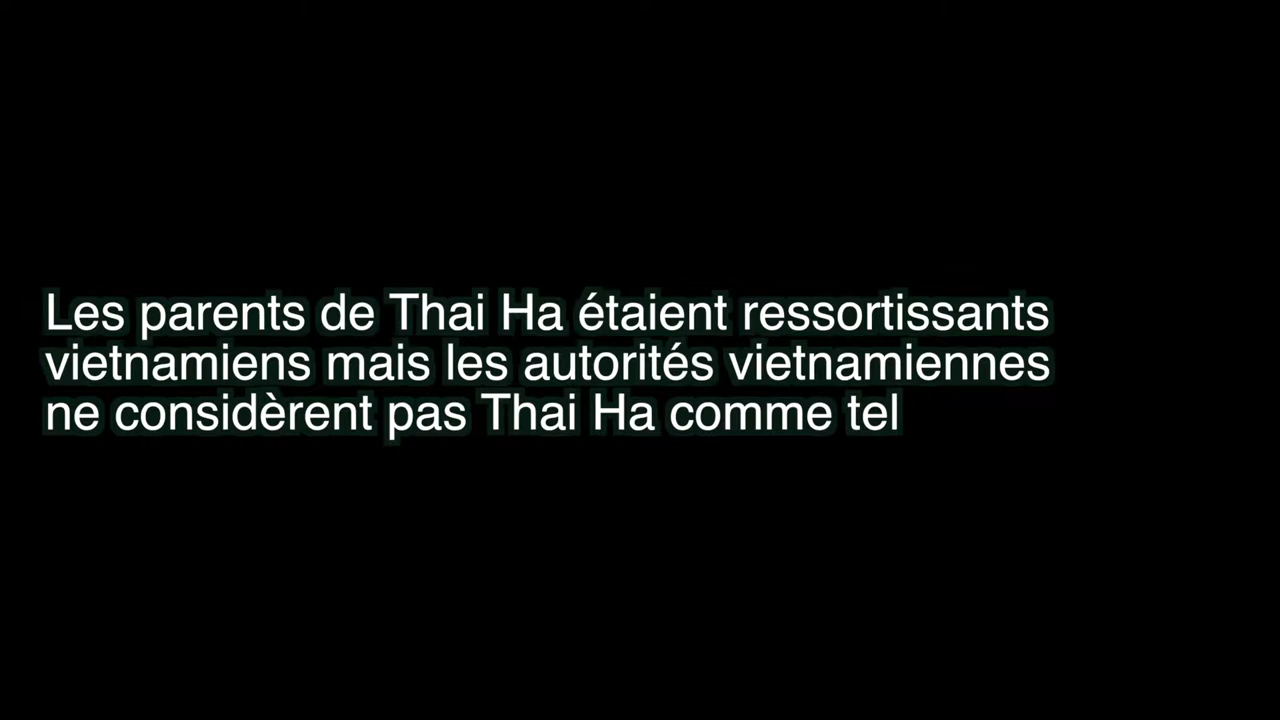 Les parents de Thai Ha étaient ressortissants
vietnamiens mais les autorités vietnamiennes
ne considèrent pas Thai Ha comme tel